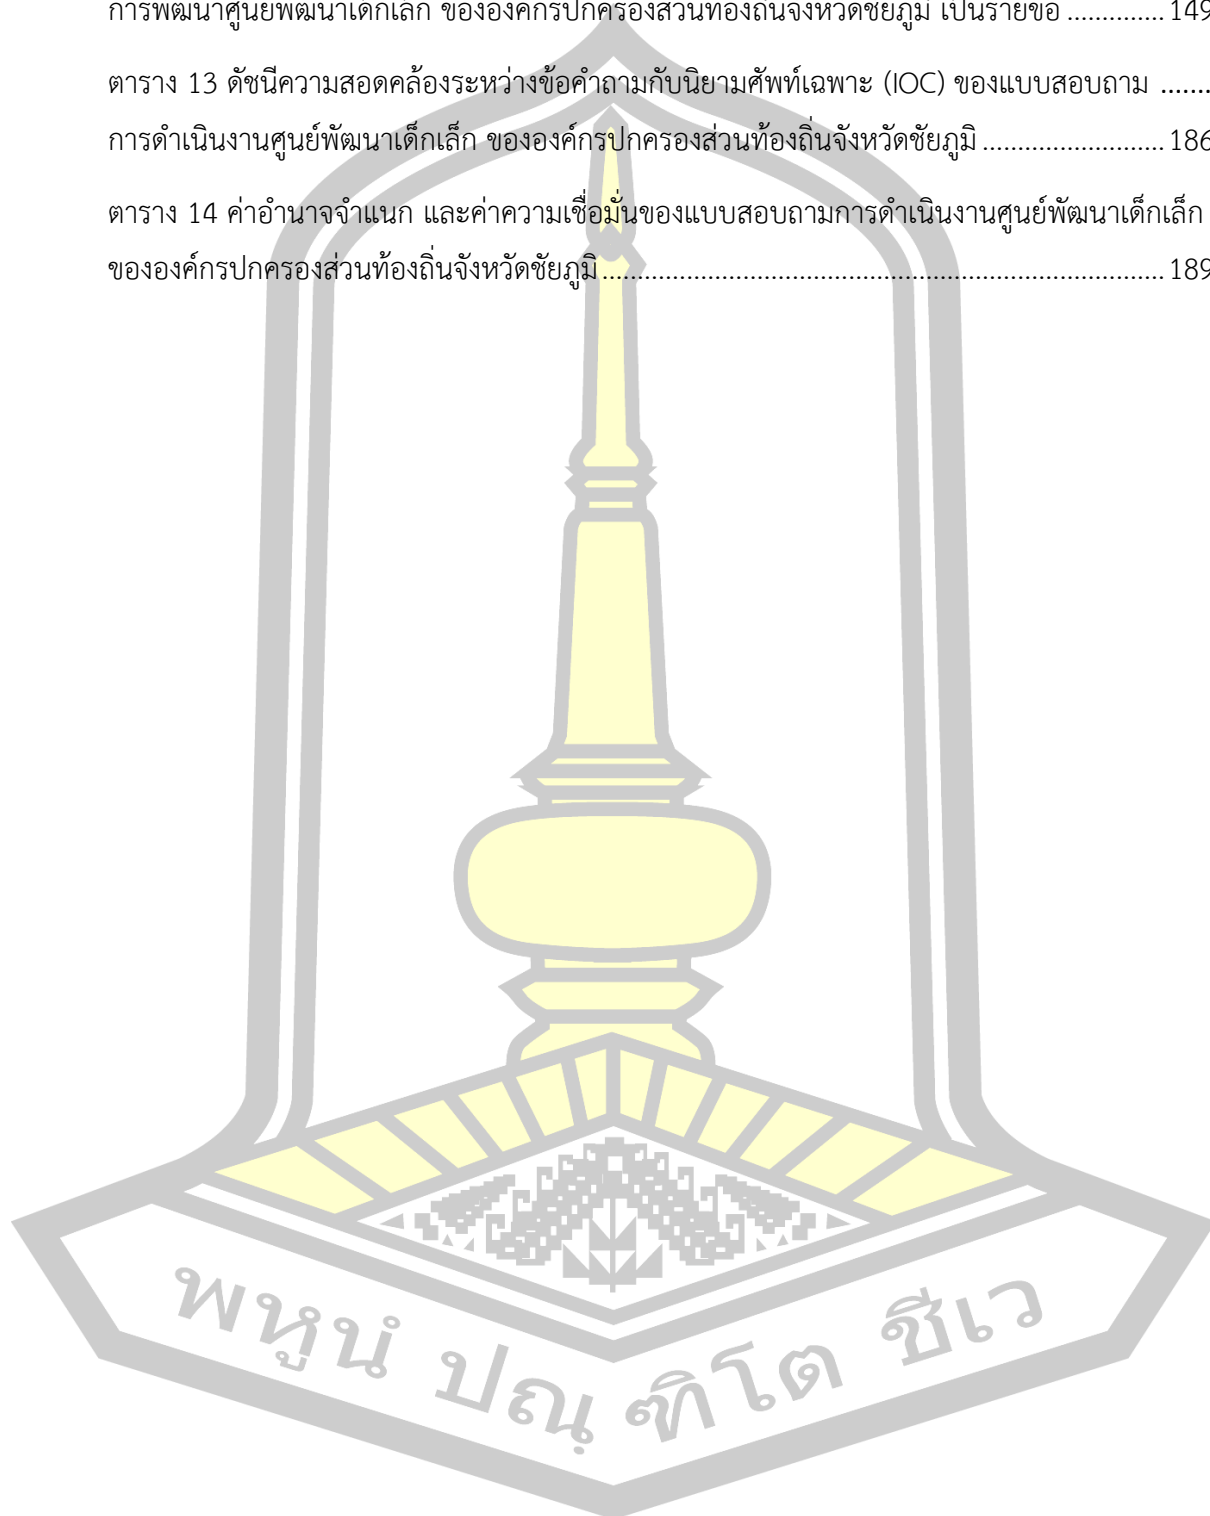 การพัฒนาศูนย์พัฒนาเด็กเล็ก ขององค์กรปกครองส่วนท้องถิ่นจังหวัดชัยภูมิ เป็นรายข้อ .............. 149
ตาราง 13 ดัชนีความสอดคล้องระหว่างข้อคำถามกับนิยามศัพท์เฉพาะ (IOC) ของแบบสอบถาม .......
การดำเนินงานศูนย์พัฒนาเด็กเล็ก ขององค์กรปกครองส่วนท้องถิ่นจังหวัดชัยภูมิ .......................... 186
ตาราง 14 ค่าอำนาจจำแนก และค่าความเชื่อมั่นของแบบสอบถามการดำเนินงานศูนย์พัฒนาเด็กเล็ก
ขององค์กรปกครองส่วนท้องถิ่นจังหวัดชัยภูมิ ................................................................................ 189
พหูนํ ปณฺฑิโต ชีเว